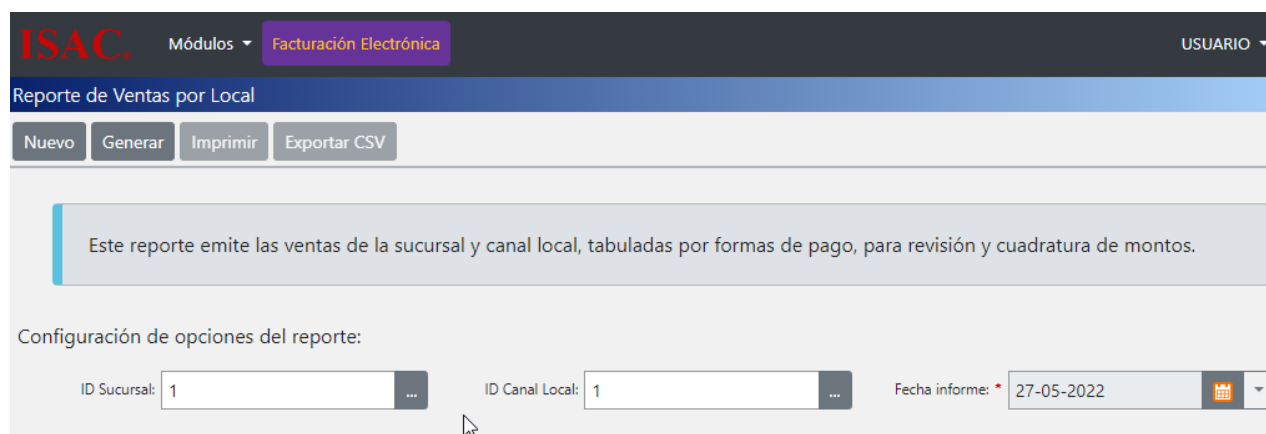 ISAC® Módulos Facturación Electrónica USUARIO
Reporte de Ventas por Local
Nuevo Generar Imprimir Exportar CSV
Este reporte emite las ventas de la sucursal y canal local, tabuladas por formas de pago, para revisión y cuadratura de montos.
Configuración de opciones del reporte:
ID Sucursal: 1 ... ID Canal Local: 1 ... Fecha informe: * 27-05-2022